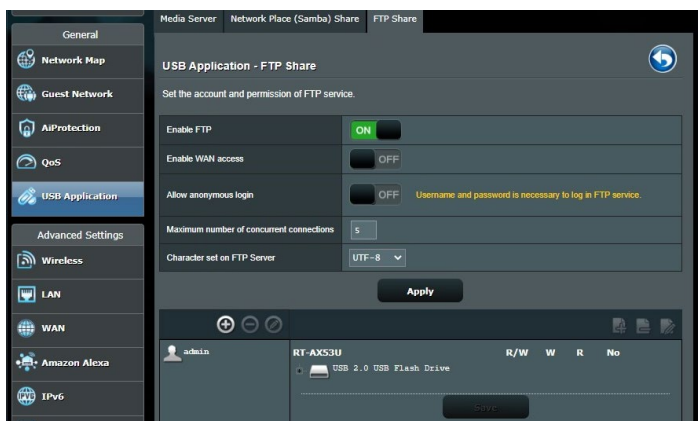 Media Server Network Place (Samba) Share FTP Share
General
Network Map
Guest Network
AiProtection
QoS
USB Application
Advanced Settings
Wireless
LAN
WAN
Amazon Alexa
IPv6
USB Application - FTP Share
Set the account and permission of FTP service.
Enable FTP ON
Enable WAN access OFF
Allow anonymous login OFF Username and password is necessary to log in FTP service.
Maximum number of concurrent connections 5
Character set on FTP Server UTF-8
Apply
admin
RT-AX53U R/W W R No
USB 2.0 USB Flash Drive
Save